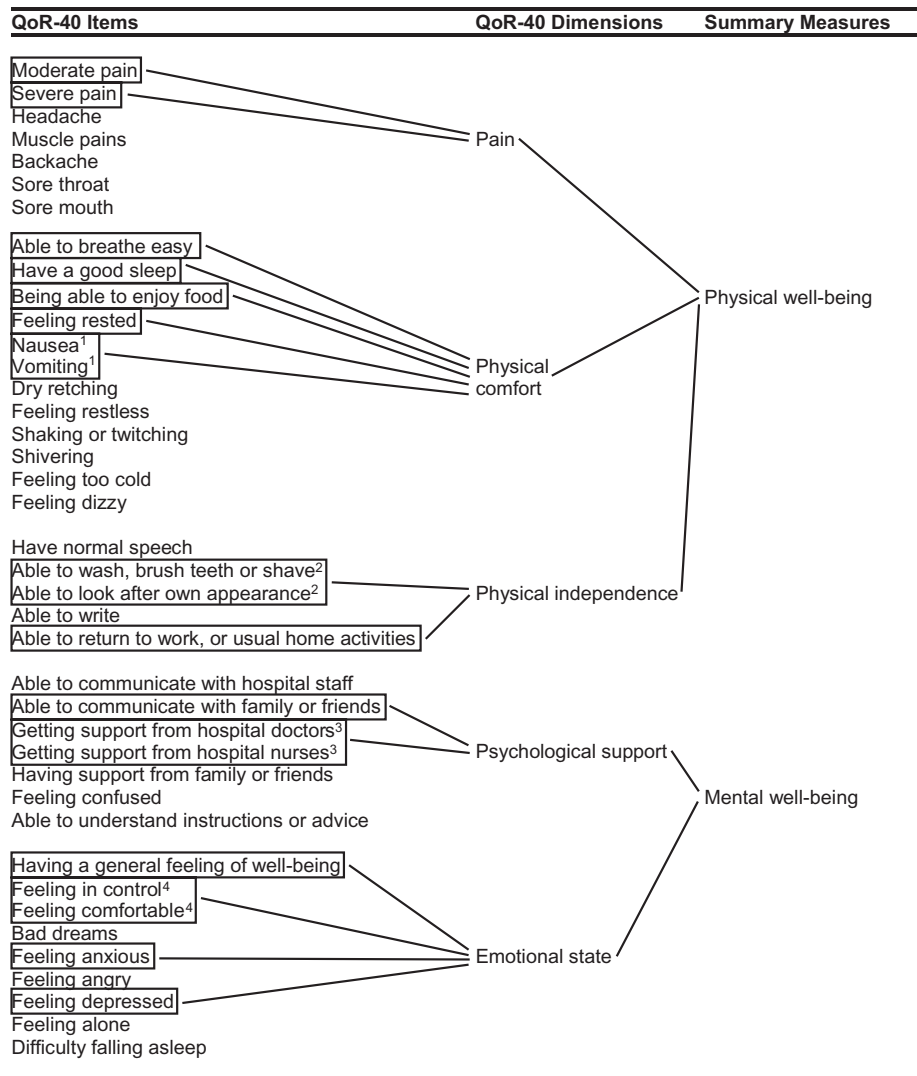 QoR-40 Items QoR-40 Dimensions Summary Measures
Moderate pain
Severe pain
Headache
Muscle pains Pain
Backache
Sore throat
Sore mouth
Able to breathe easy
Have a good sleep
Being able to enjoy food Physical well-being
Feeling rested
Nausea¹
Vomiting¹ Physical
Dry retching comfort
Feeling restless
Shaking or twitching
Shivering
Feeling too cold
Feeling dizzy
Have normal speech
Able to wash, brush teeth or shave²
Able to look after own appearance² Physical independence
Able to write
Able to return to work, or usual home activities
Able to communicate with hospital staff
Able to communicate with family or friends
Getting support from hospital doctors³
Getting support from hospital nurses³ Psychological support
Having support from family or friends
Feeling confused Mental well-being
Able to understand instructions or advice
Having a general feeling of well-being
Feeling in control⁴
Feeling comfortable⁴
Bad dreams
Feeling anxious Emotional state
Feeling angry
Feeling depressed
Feeling alone
Difficulty falling asleep